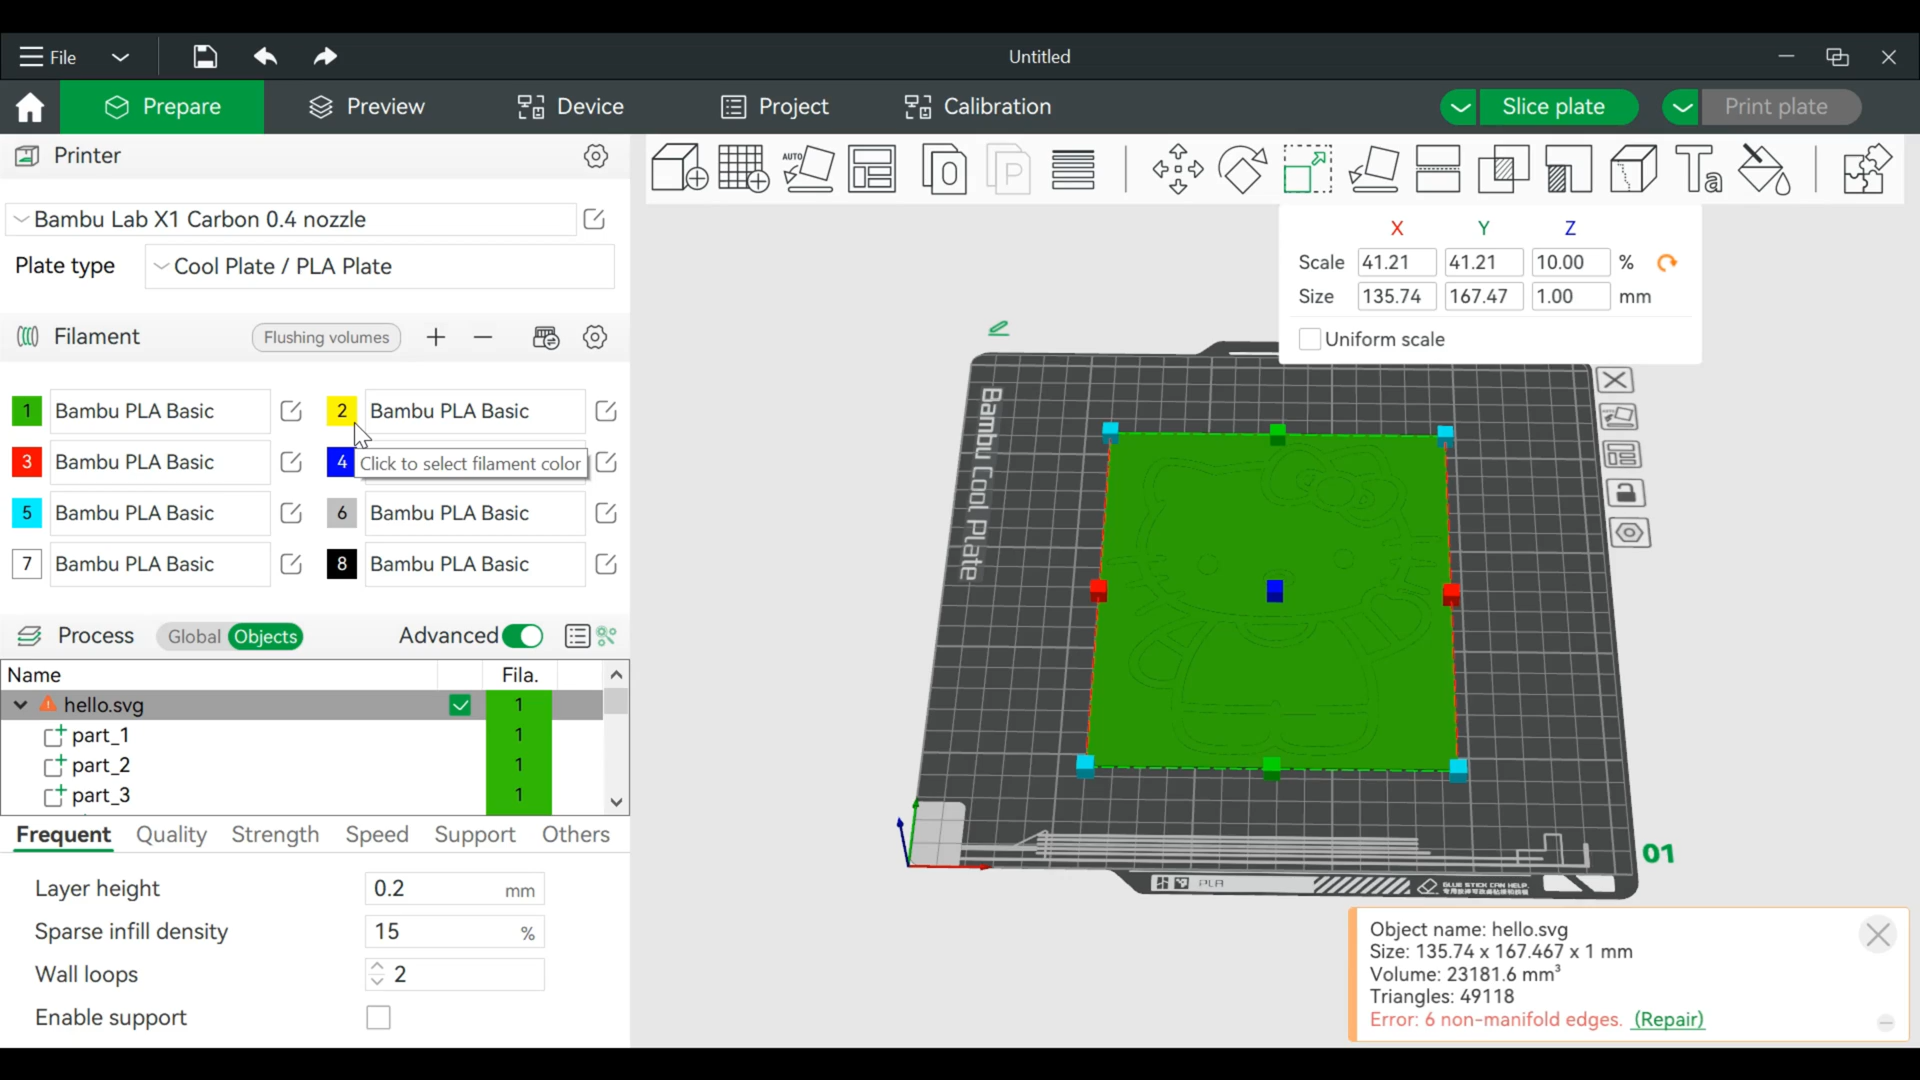 File
Untitled
Prepare
Preview
Device
Project
Calibration
Slice plate
Print plate
Printer
Bambu Lab X1 Carbon 0.4 nozzle
Plate type
Cool Plate / PLA Plate
Filament
Flushing volumes
1 Bambu PLA Basic
2 Bambu PLA Basic
3 Bambu PLA Basic
4
Click to select filament color
5 Bambu PLA Basic
6 Bambu PLA Basic
7 Bambu PLA Basic
8 Bambu PLA Basic
Process
Global
Objects
Advanced
Name
Fila.
hello.svg 1
part_1 1
part_2 1
part_3 1
Frequent
Quality
Strength
Speed
Support
Others
Layer height 0.2 mm
Sparse infill density 15 %
Wall loops 2
Enable support
AUTO
O
P
Ta
X Y Z
Scale 41.21 41.21 10.00 %
Size 135.74 167.47 1.00 mm
Uniform scale
Bambu Cool Plate
01
PLA
GLUE STICK CAN HELP.
Object name: hello.svg
Size: 135.74 x 167.467 x 1 mm
Volume: 23181.6 mm³
Triangles: 49118
Error: 6 non-manifold edges. (Repair)